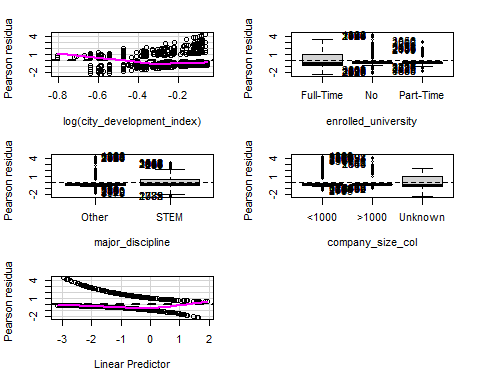 Pearson residua
4
1
-2
-0.8
-0.6
-0.4
-0.2
log(city_development_index)
Pearson residua
4
1
-2
Full-Time
No
Part-Time
enrolled_university
Pearson residua
4
1
-2
Other
STEM
major_discipline
Pearson residua
4
1
-2
<1000
>1000
Unknown
company_size_col
Pearson residua
4
1
-2
-3
-2
-1
0
1
2
Linear Predictor